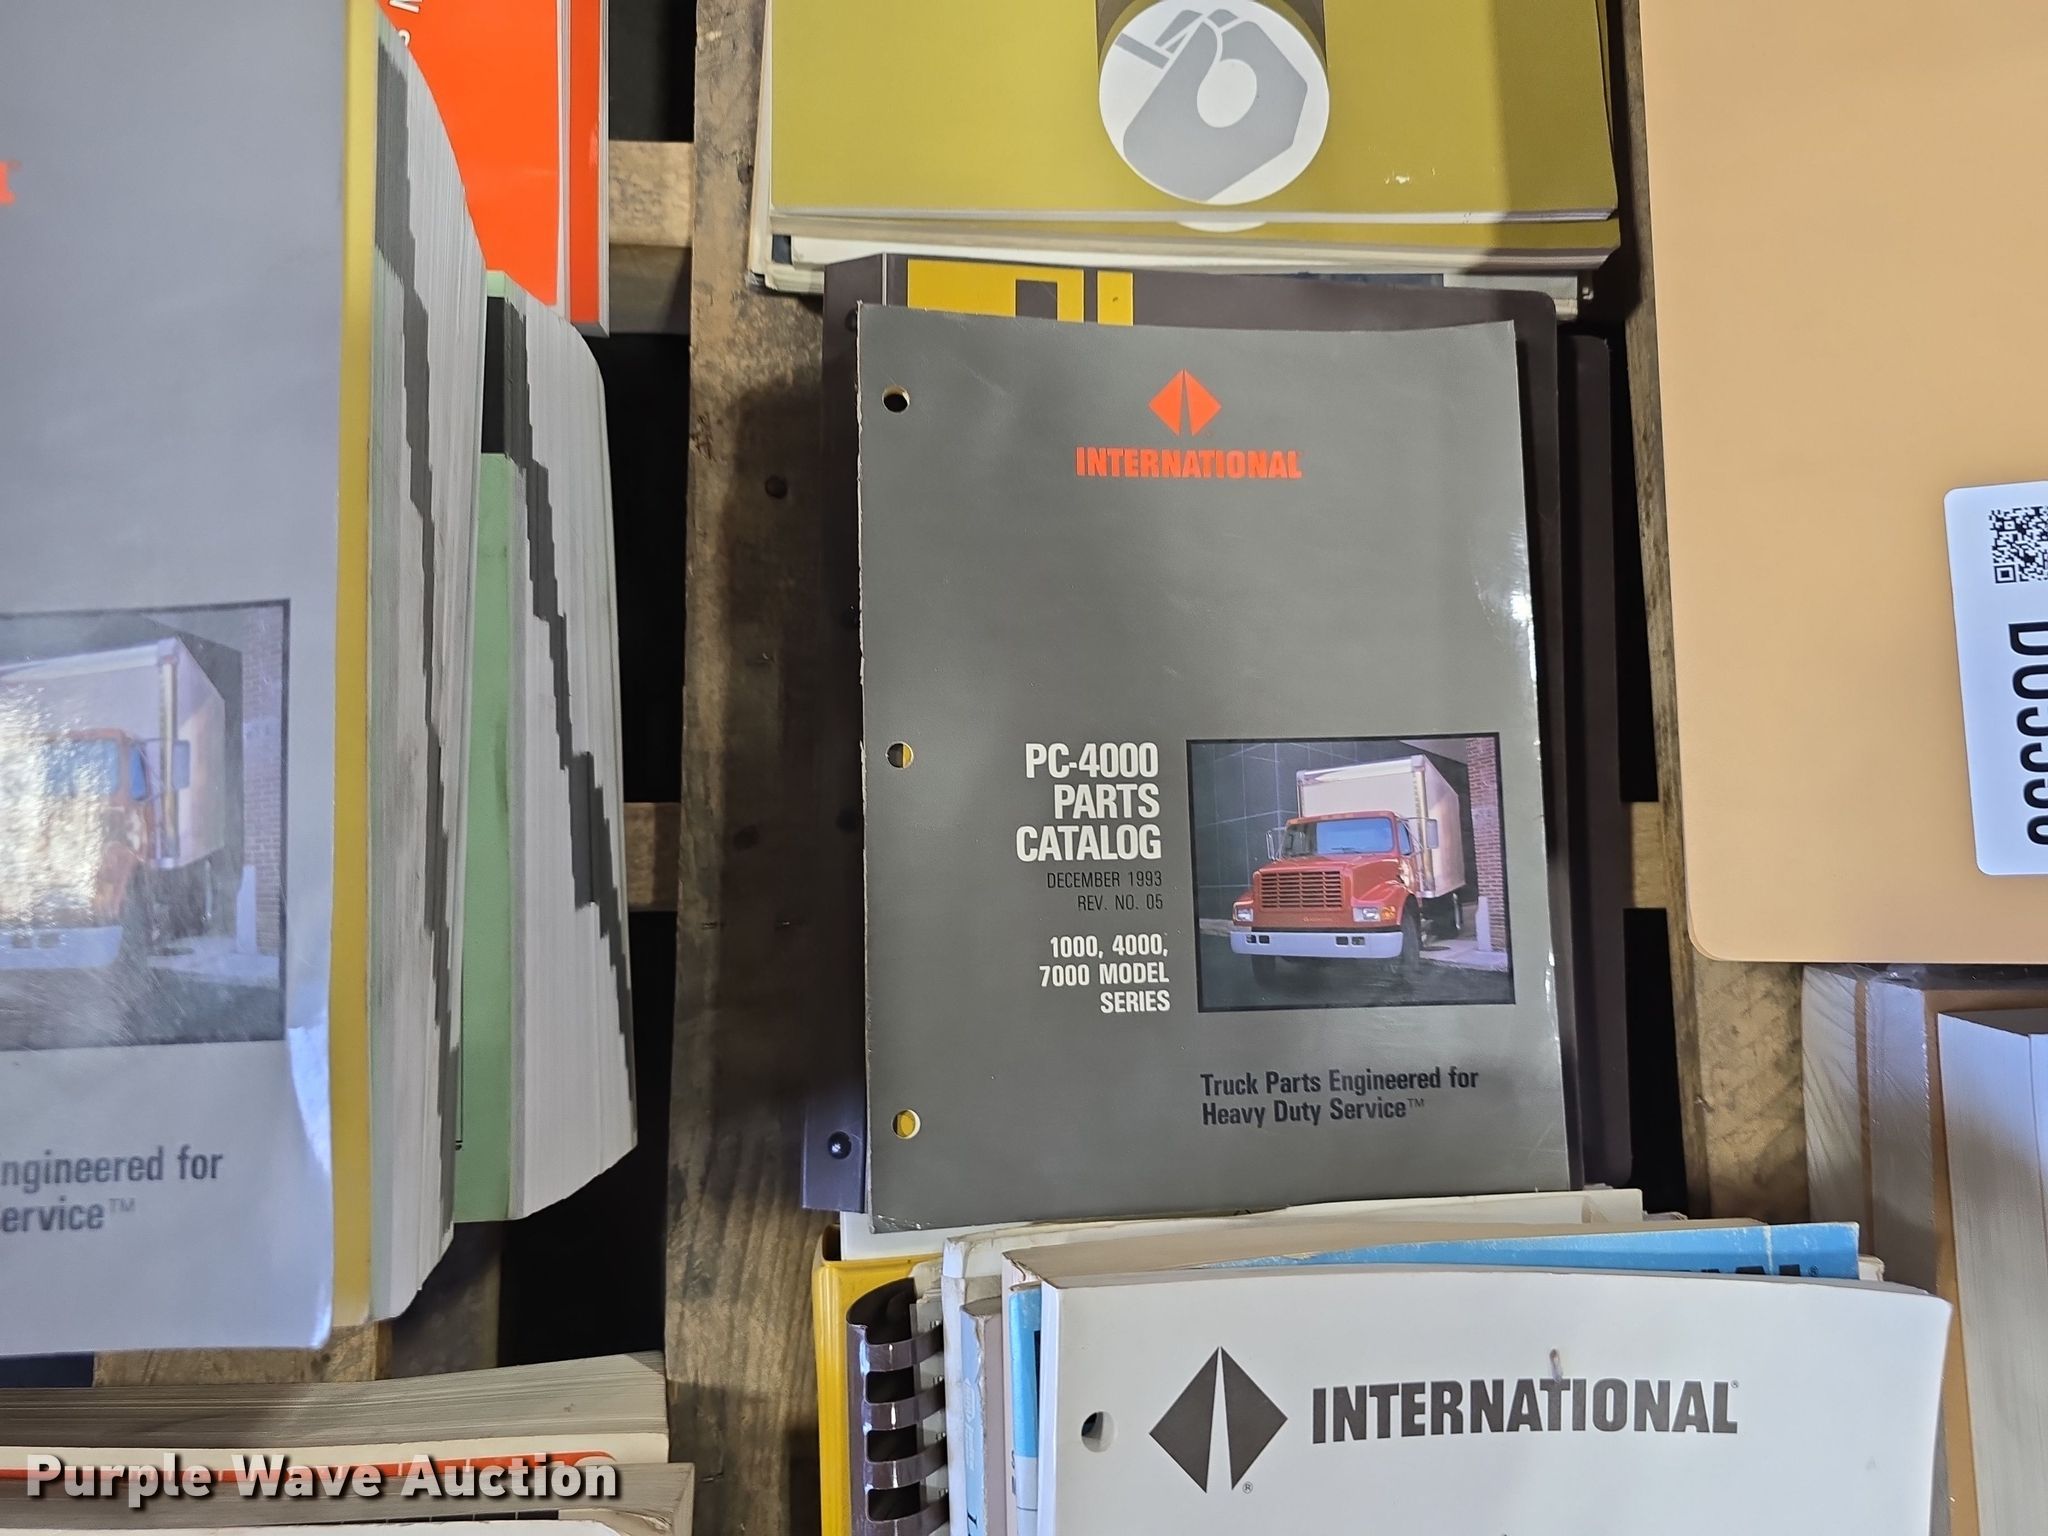 INTERNATIONAL
PC-4000
PARTS
CATALOG
DECEMBER 1993
REV. NO. 05
1000, 4000,
7000 MODEL
SERIES
Truck Parts Engineered for
Heavy Duty Service™
ngineered for
ervice™
INTERNATIONAL®
®
Purple Wave Auction